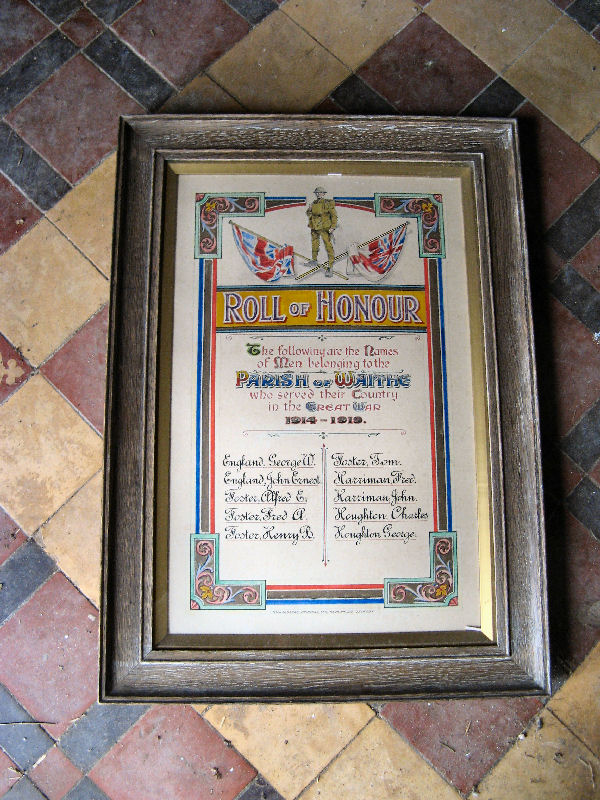 ROLL OF HONOUR
The following are the Names
of Men belonging to the
PARISH OF WAITHE
who served their Country
in the GREAT WAR
1914 - 1919.
England, George W.
England, John Ernest.
Foster, Alfred E.
Foster, Fred A.
Foster, Henry B.
Foster, Tom.
Harriman, Fred.
Harriman, John.
Houghton, Charles
Houghton, George.